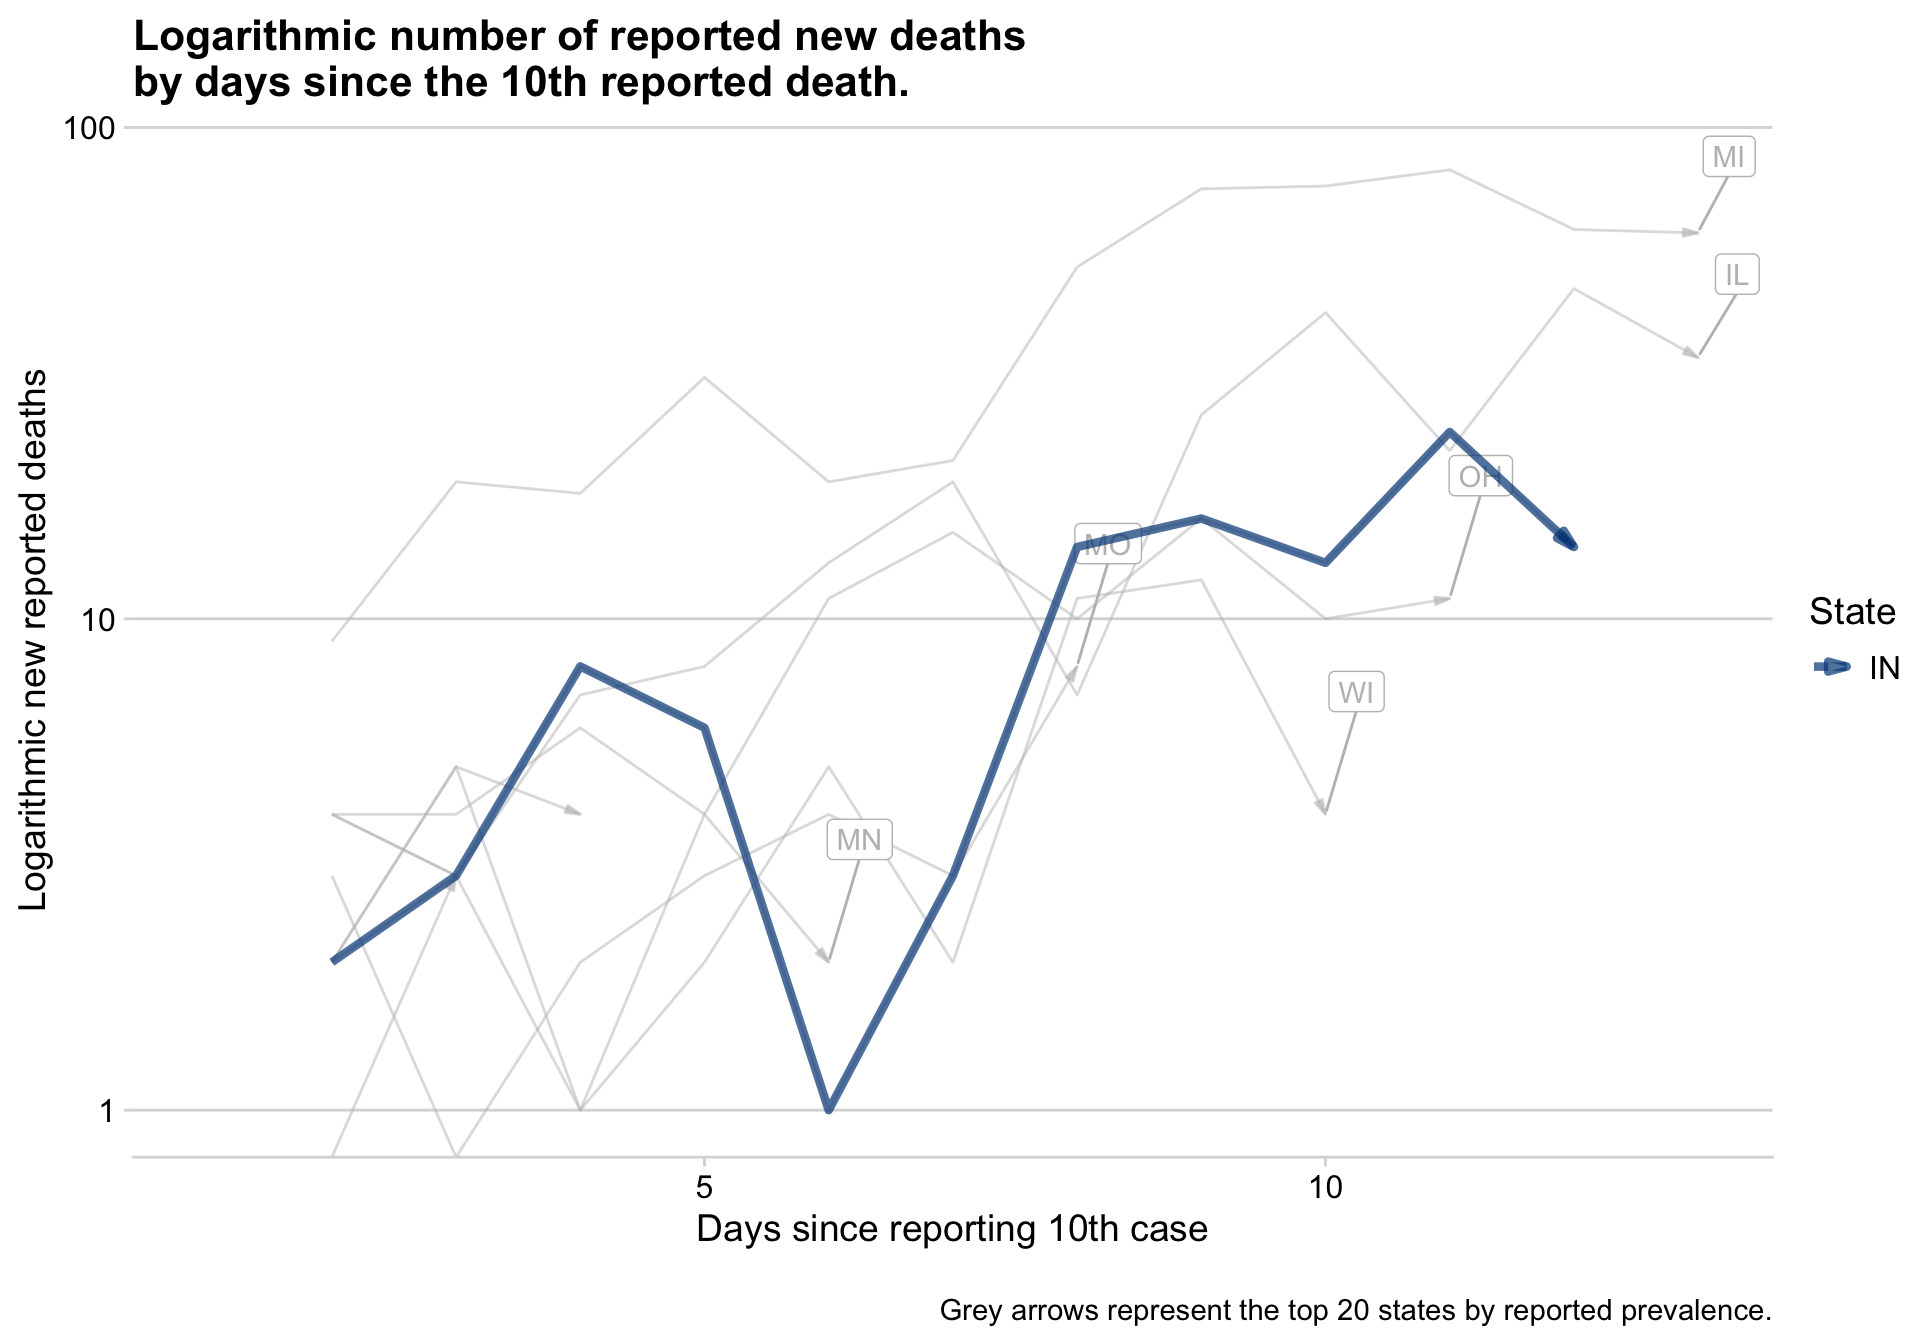 Logarithmic number of reported new deaths
by days since the 10th reported death.
100
MI
IL
OH
MO
10
WI
MN
1
Logarithmic new reported deaths
State
IN
5
10
Days since reporting 10th case
Grey arrows represent the top 20 states by reported prevalence.